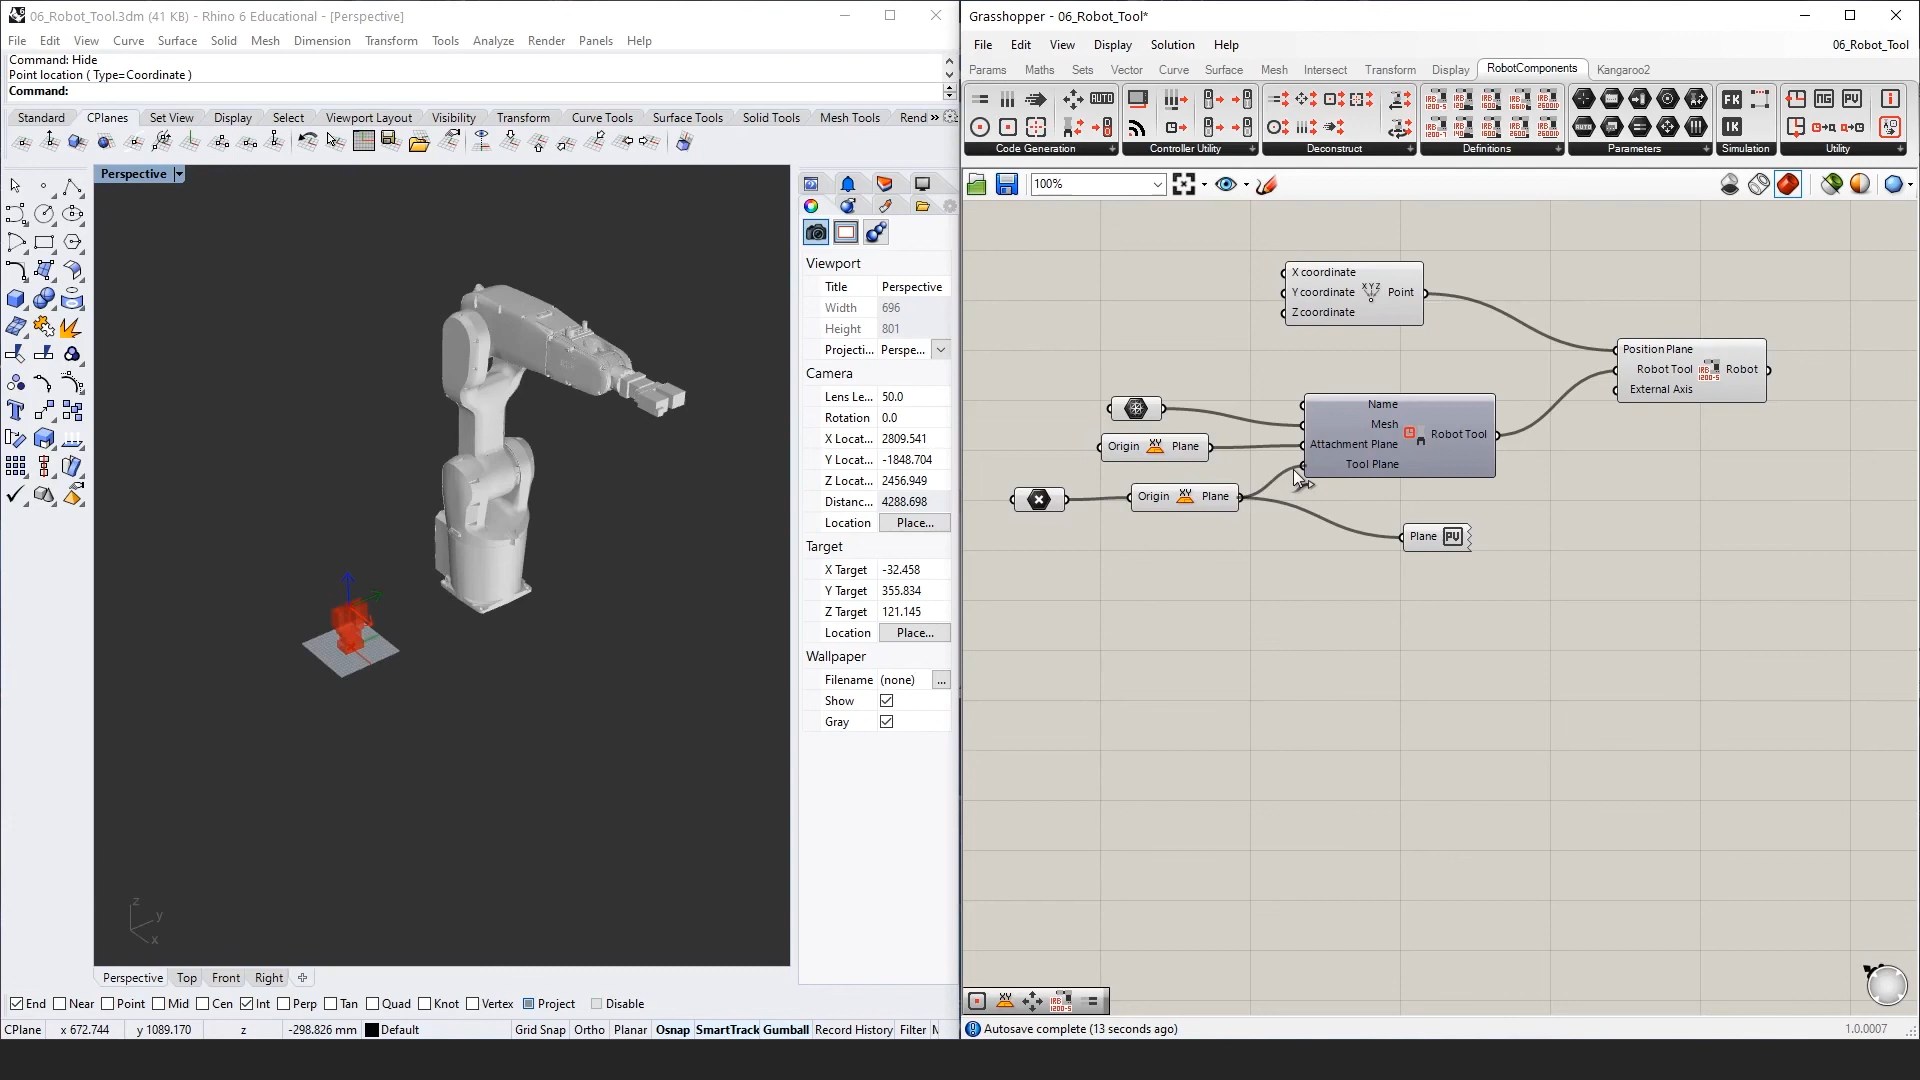 06_Robot_Tool.3dm (41 KB) - Rhino 6 Educational - [Perspective]
File Edit View Curve Surface Solid Mesh Dimension Transform Tools Analyze Render Panels Help
Command: Hide
Point location ( Type=Coordinate )
Command:
Standard CPlanes Set View Display Select Viewport Layout Visibility Transform Curve Tools Surface Tools Solid Tools Mesh Tools Rend »
Perspective
Viewport
Title Perspective
Width 696
Height 801
Projecti... Perspe...
Camera
Lens Le... 50.0
Rotation 0.0
X Locat... 2809.541
Y Locat... -1848.704
Z Locat... 2456.949
Distanc... 4288.698
Location Place...
Target
X Target -32.458
Y Target 355.834
Z Target 121.145
Location Place...
Wallpaper
Filename (none) ...
Show
Gray
z
y
x
Perspective Top Front Right
End Near Point Mid Cen Int Perp Tan Quad Knot Vertex Project Disable
CPlane x 672.744 y 1089.170 z -298.826 mm Default Grid Snap Ortho Planar Osnap SmartTrack Gumball Record History Filter
Grasshopper - 06_Robot_Tool*
File Edit View Display Solution Help 06_Robot_Tool
Params Maths Sets Vector Curve Surface Mesh Intersect Transform Display RobotComponents Kangaroo2
Code Generation Controller Utility Deconstruct Definitions Parameters Simulation Utility
100%
X coordinate
Y coordinate XYZ Point
Z coordinate
Position Plane
Robot Tool IRB 1200-5 Robot
External Axis
Name
Mesh
Attachment Plane Robot Tool
Tool Plane
Origin XY Plane
Origin XY Plane
Plane PV
Autosave complete (13 seconds ago) 1.0.0007